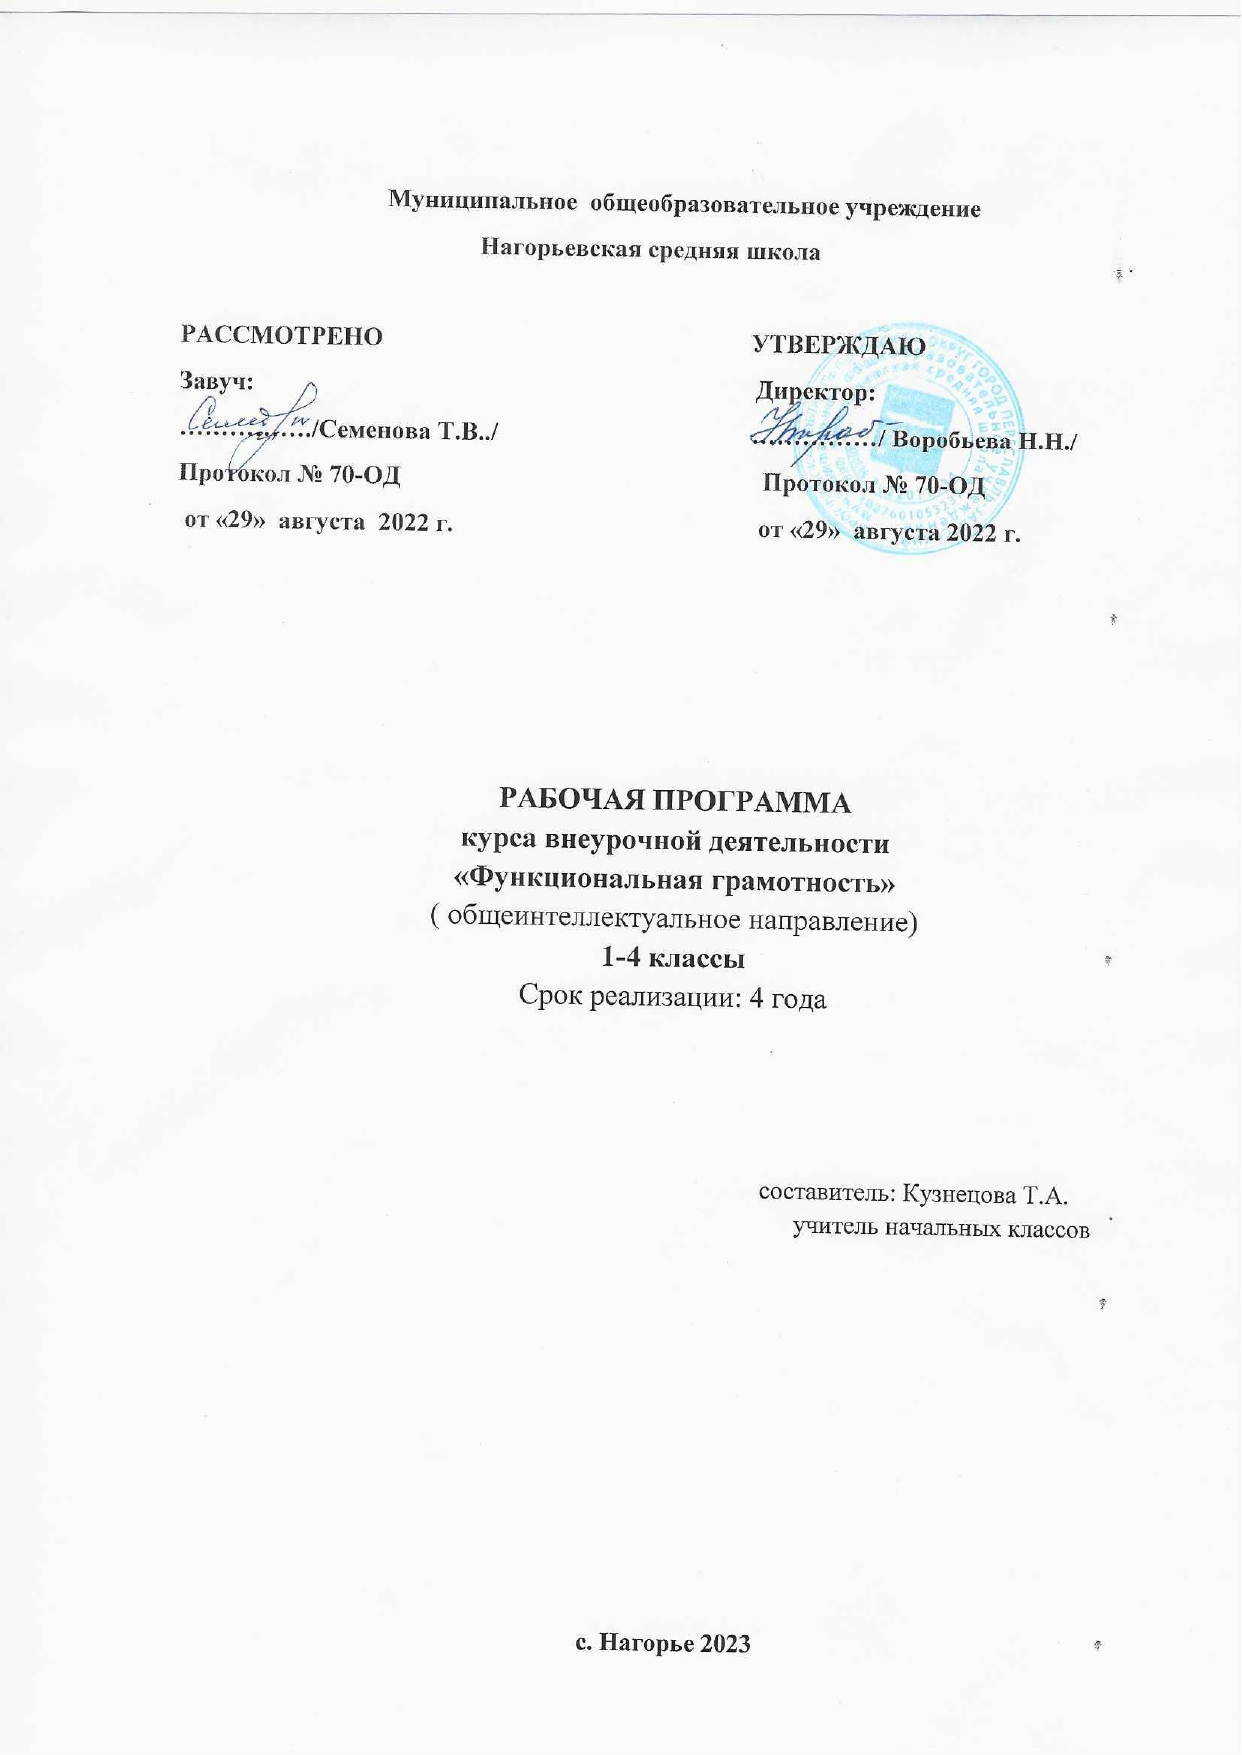 Муниципальное общеобразовательное учреждение
Нагорьевская средняя школа
РАССМОТРЕНО
Завуч:
................/Семенова Т.В../
Протокол № 70-ОД
от «29» августа 2022 г.
УТВЕРЖДАЮ
Директор:
................/ Воробьева Н.Н./
Протокол № 70-ОД
от «29» августа 2022 г.
РАБОЧАЯ ПРОГРАММА
курса внеурочной деятельности
«Функциональная грамотность»
( общеинтеллектуальное направление)
1-4 классы
Срок реализации: 4 года
составитель: Кузнецова Т.А.
учитель начальных классов
с. Нагорье 2023